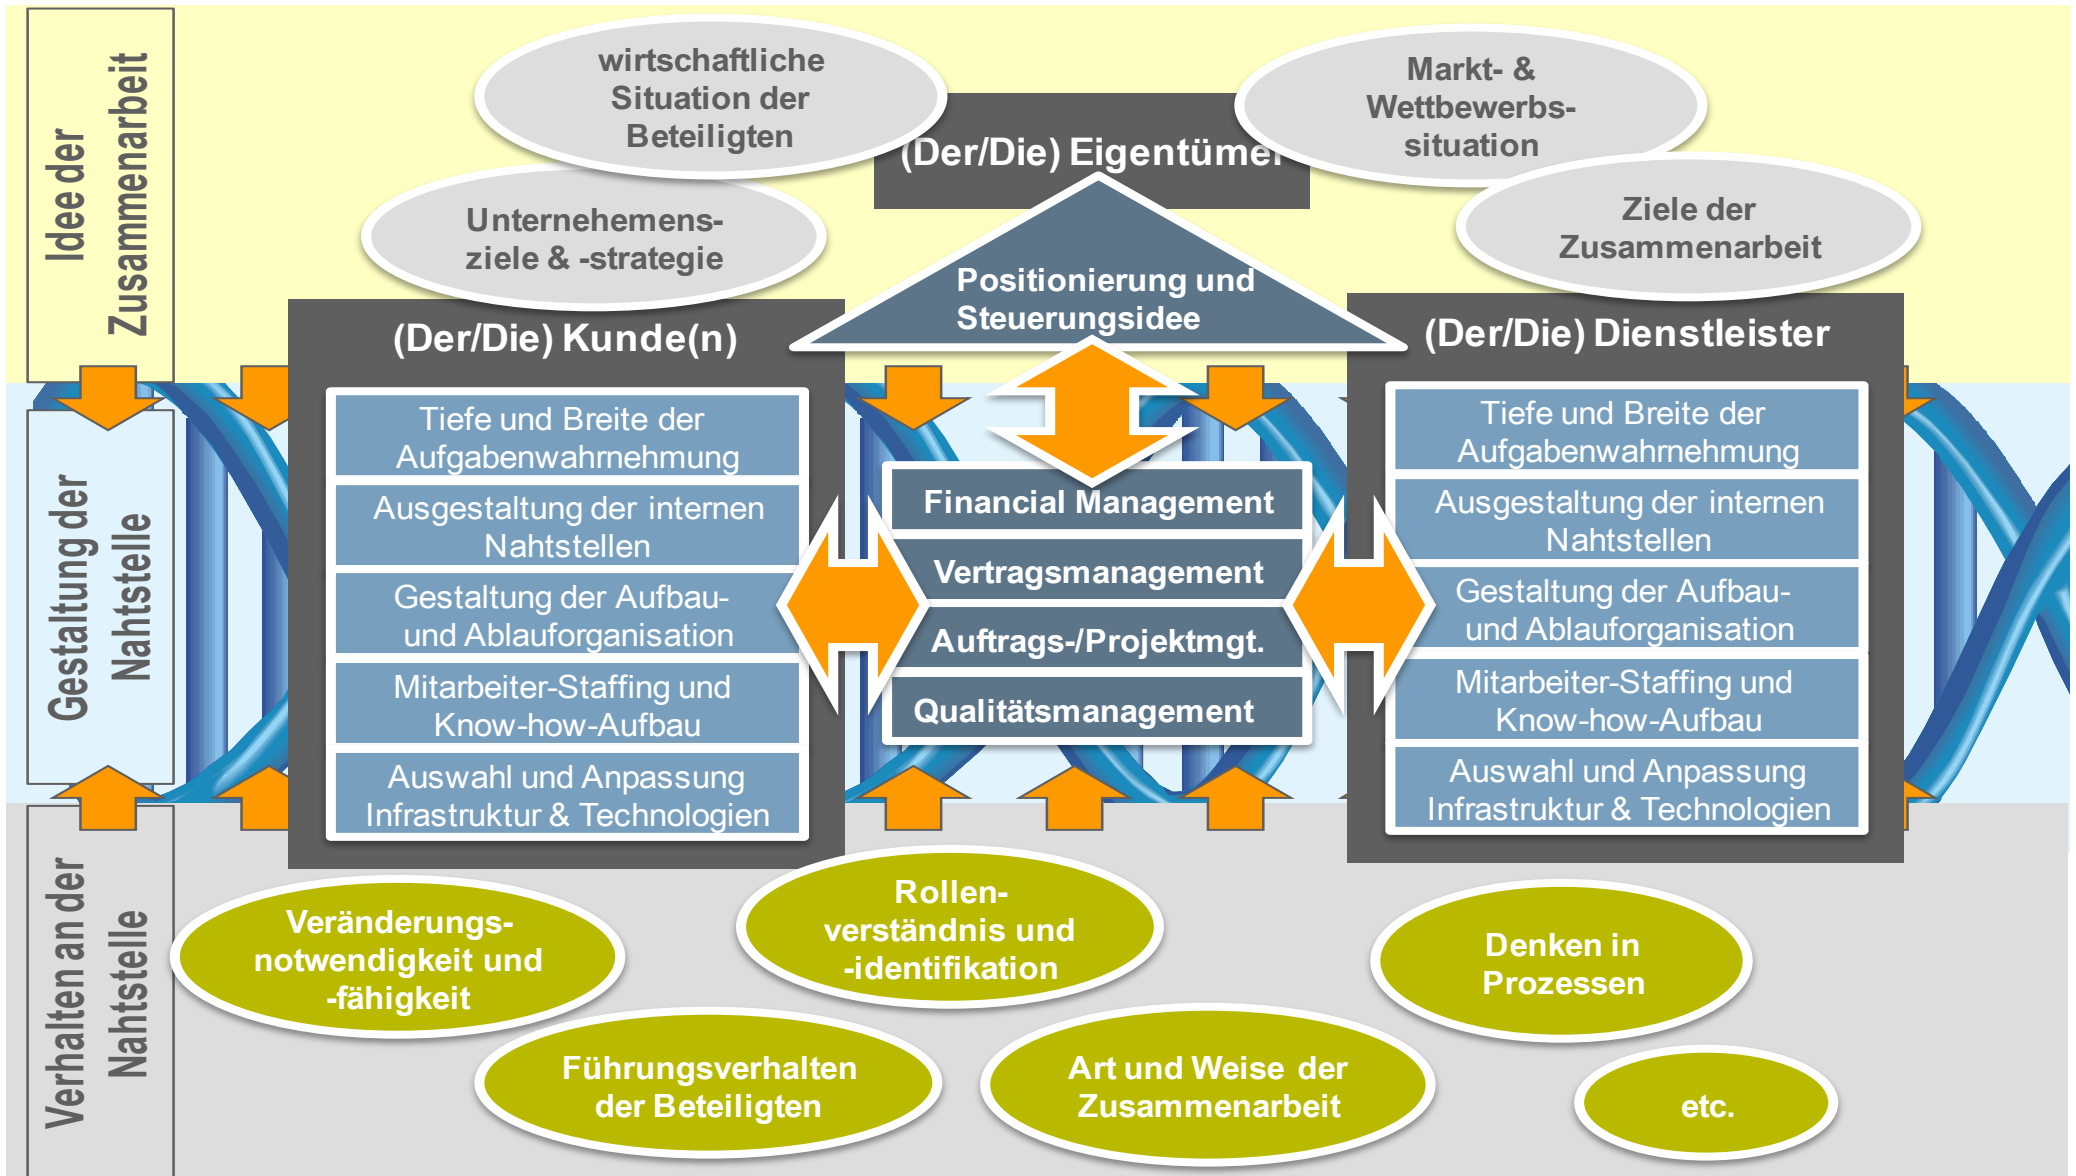 Idee der
Zusammenarbeit
wirtschaftliche
Situation der
Beteiligten
Unternehemens-
ziele & -strategie
(Der/Die) Eigentümer
Markt- &
Wettbewerbs-
situation
Ziele der
Zusammenarbeit
Positionierung und
Steuerungsidee
Gestaltung der
Nahtstelle
(Der/Die) Kunde(n)
Tiefe und Breite der
Aufgabenwahrnehmung
Ausgestaltung der internen
Nahtstellen
Gestaltung der Aufbau-
und Ablauforganisation
Mitarbeiter-Staffing und
Know-how-Aufbau
Auswahl und Anpassung
Infrastruktur & Technologien
Financial Management
Vertragsmanagement
Auftrags-/Projektmgt.
Qualitätsmanagement
(Der/Die) Dienstleister
Tiefe und Breite der
Aufgabenwahrnehmung
Ausgestaltung der internen
Nahtstellen
Gestaltung der Aufbau-
und Ablauforganisation
Mitarbeiter-Staffing und
Know-how-Aufbau
Auswahl und Anpassung
Infrastruktur & Technologien
Verhalten an der
Nahtstelle
Veränderungs-
notwendigkeit und
-fähigkeit
Rollen-
verständnis und
-identifikation
Denken in
Prozessen
Führungsverhalten
der Beteiligten
Art und Weise der
Zusammenarbeit
etc.